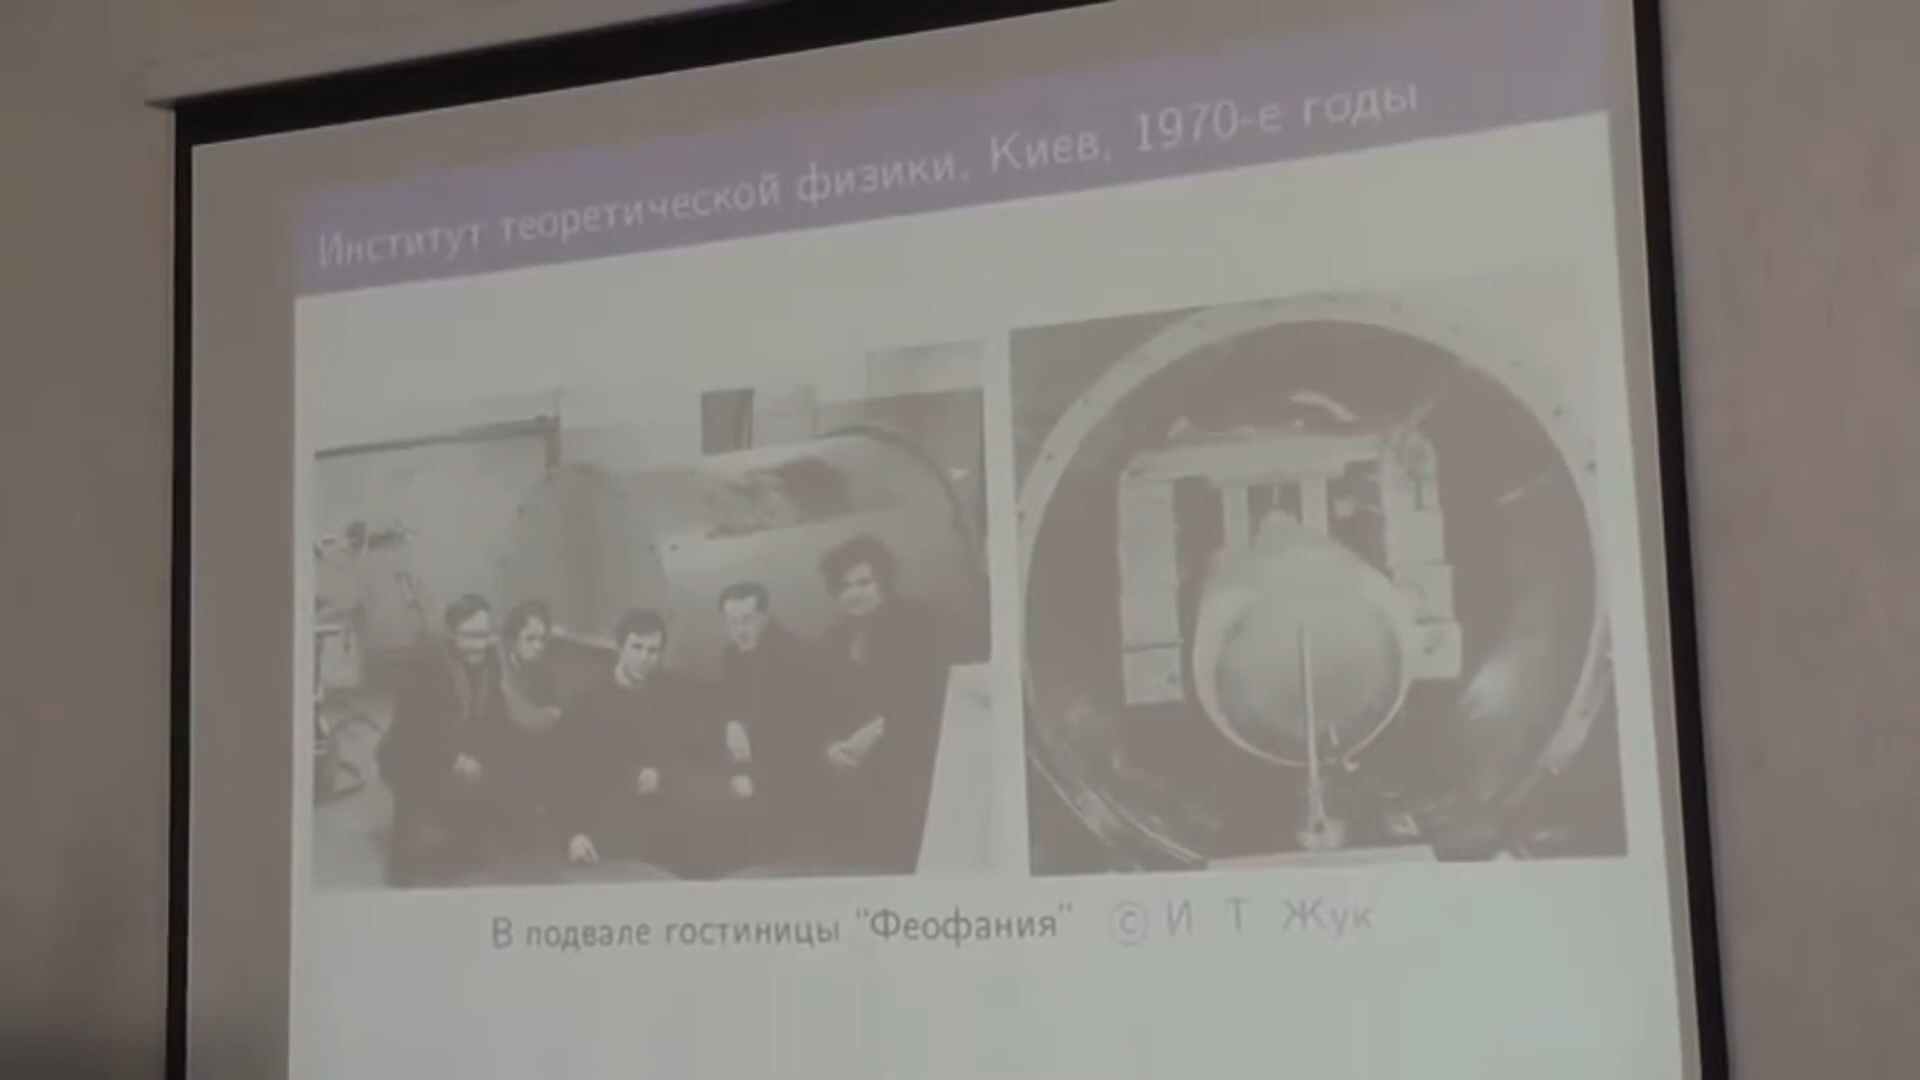 Институт теоретической физики, Киев, 1970-е годы
В подвале гостиницы "Феофания" © И Т Жук